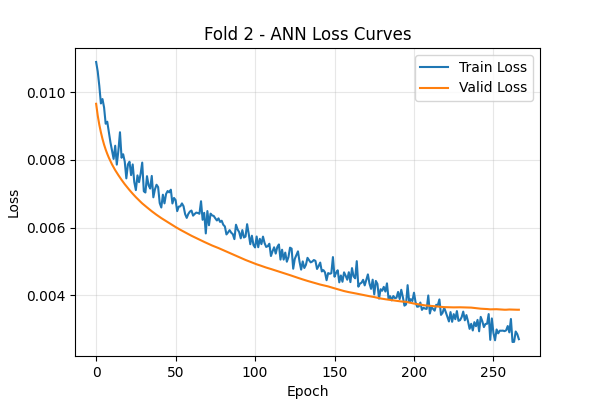 Fold 2 - ANN Loss Curves
Train Loss
Valid Loss
0.010
0.008
0.006
0.004
Loss
0 50 100 150 200 250
Epoch